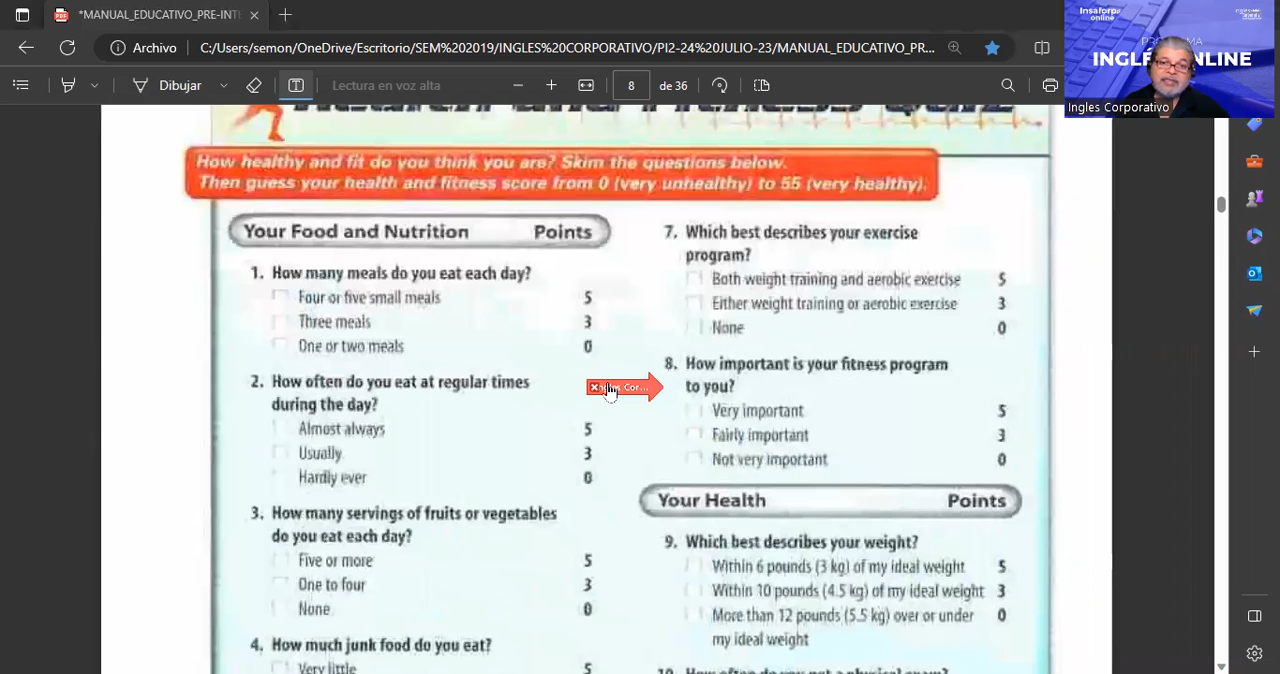 *MANUAL_EDUCATIVO_PRE-INTE
Archivo
C:/Users/semon/OneDrive/Escritorio/SEM%202019/INGLES%20CORPORATIVO/PI2-24%20JULIO-23/MANUAL_EDUCATIVO_PR...
Dibujar
Lectura en voz alta
8
de 36
Insaforp
online
PROGRAMA
INGLÉS ONLINE
Ingles Corporativo
How healthy and fit do you think you are? Skim the questions below.
Then guess your health and fitness score from 0 (very unhealthy) to 55 (very healthy).
Your Food and Nutrition Points
1. How many meals do you eat each day?
Four or five small meals 5
Three meals 3
One or two meals 0
2. How often do you eat at regular times
during the day?
Almost always 5
Usually 3
Hardly ever 0
3. How many servings of fruits or vegetables
do you eat each day?
Five or more 5
One to four 3
None 0
4. How much junk food do you eat?
Very little 5
Cor...
7. Which best describes your exercise
program?
Both weight training and aerobic exercise 5
Either weight training or aerobic exercise 3
None 0
8. How important is your fitness program
to you?
Very important 5
Fairly important 3
Not very important 0
Your Health Points
9. Which best describes your weight?
Within 6 pounds (3 kg) of my ideal weight 5
Within 10 pounds (4.5 kg) of my ideal weight 3
More than 12 pounds (5.5 kg) over or under 0
my ideal weight
10. How often do you get a physical exam?